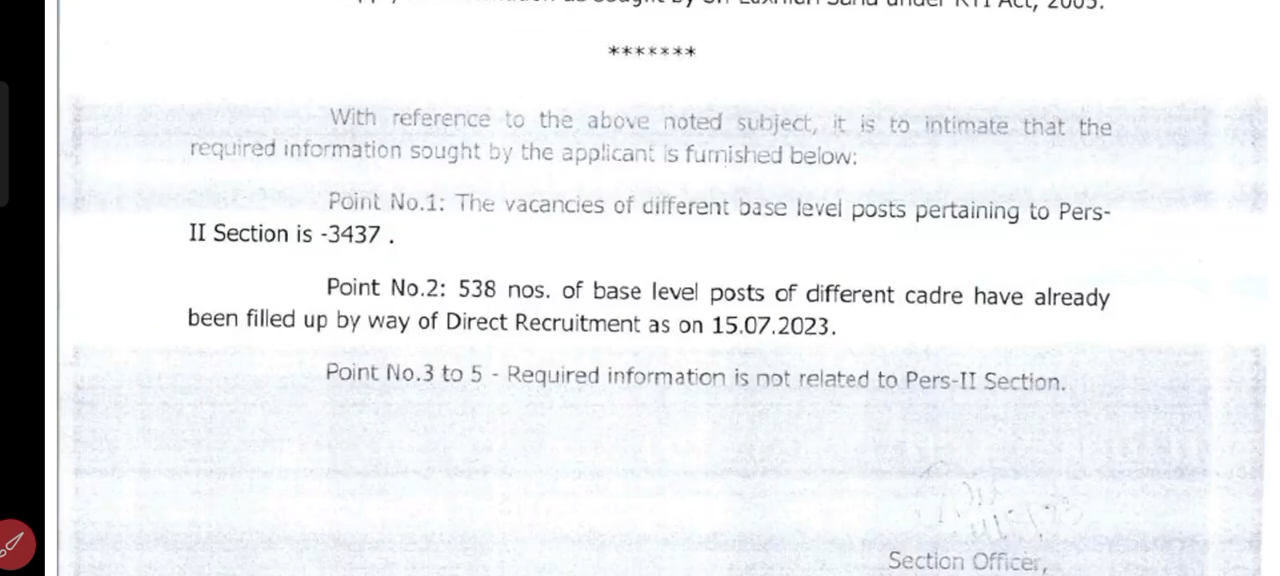 Act, 2005.
*******
With reference to the above noted subject, it is to intimate that the
required information sought by the applicant is furnished below:
Point No.1: The vacancies of different base level posts pertaining to Pers-
II Section is -3437 .
Point No.2: 538 nos. of base level posts of different cadre have already
been filled up by way of Direct Recruitment as on 15.07.2023.
Point No.3 to 5 - Required information is not related to Pers-II Section.
Section Officer,